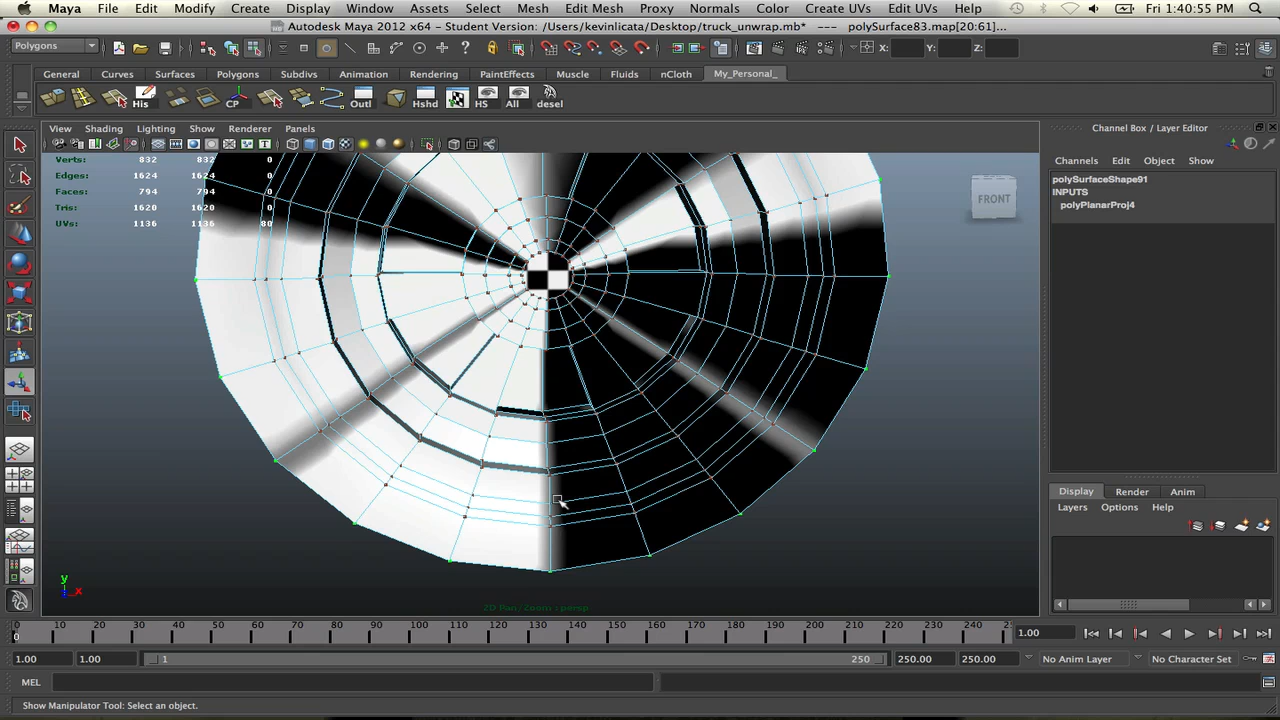 Maya File Edit Modify Create Display Window Assets Select Mesh Edit Mesh Proxy Normals Color Create UVs Edit UVs Help Fri 1:40:55 PM
Autodesk Maya 2012 x64 - Student Version: /Users/kevinlicata/Desktop/truck_unwrap.mb* --- polySurface83.map[20:61]...
Polygons X: Y: Z:
General Curves Surfaces Polygons Subdivs Animation Rendering PaintEffects Muscle Fluids nCloth My_Personal_
His CP Outl Hshd HS All desel
View Shading Lighting Show Renderer Panels
Channel Box / Layer Editor
Channels Edit Object Show
Verts: 832 832 0
Edges: 1624 1624 0
Faces: 794 794 0
Tris: 1620 1620 0
UVs: 1136 1136 80
FRONT
polySurfaceShape91
INPUTS
polyPlanarProj4
Display Render Anim
Layers Options Help
y
x
2D Pan/Zoom : persp
0 10 20 30 40 50 60 70 80 90 100 110 120 130 140 150 160 170 180 190 200 210 220 230 240
0
1.00
1.00 1.00 1 250 250.00 250.00 No Anim Layer No Character Set
MEL
Show Manipulator Tool: Select an object.